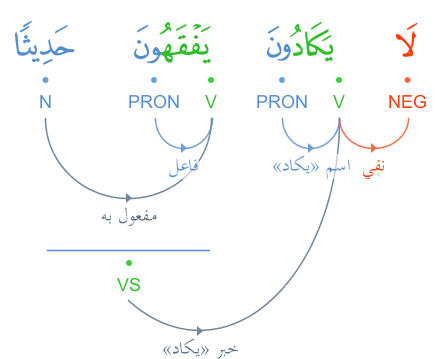 لَا يَكَادُونَ يَفْقَهُونَ حَدِيثًا
NEG V PRON V PRON N
نفي اسم «يكاد» فاعل
مفعول به
VS
خبر «يكاد»